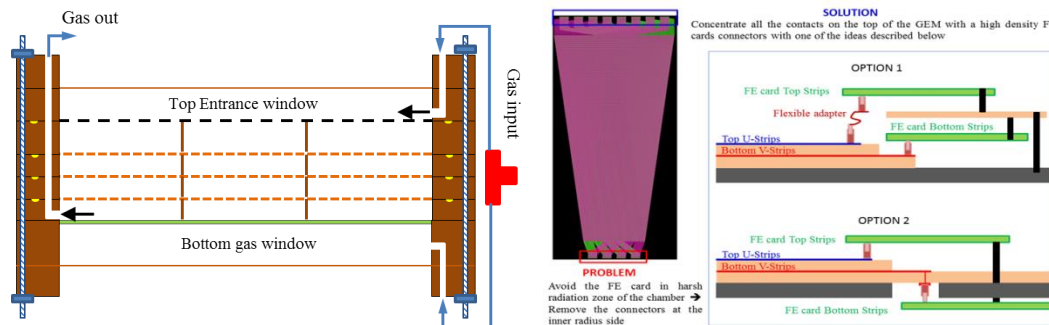 Gas out
Top Entrance window
Gas input
Bottom gas window
PROBLEM
Avoid the FE card in harsh
radiation zone of the chamber ➔
Remove the connectors at the
inner radius side
SOLUTION
Concentrate all the contacts on the top of the GEM with a high density F
cards connectors with one of the ideas described below
OPTION 1
FE card Top Strips
Flexible adapter
FE card Bottom Strips
Top U-Strips
Bottom V-Strips
OPTION 2
FE card Top Strips
Top U-Strips
Bottom V-Strips
FE card Bottom Strips